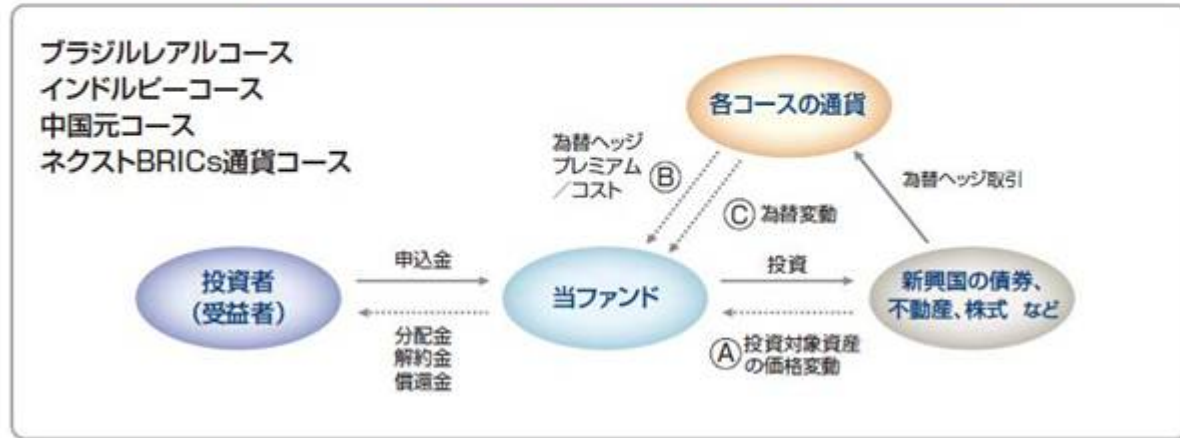 ブラジルレアルコース
インドルピーコース
中国元コース
ネクストBRICs通貨コース
各コースの通貨
為替ヘッジ
プレミアム
／コスト
Ⓑ
Ⓒ 為替変動
為替ヘッジ取引
投資者
（受益者）
申込金
分配金
解約金
償還金
当ファンド
投資
Ⓐ 投資対象資産
の価格変動
新興国の債券、
不動産、株式 など